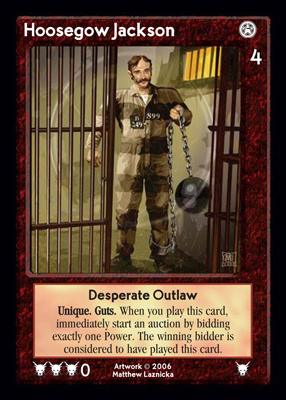 Hoosegow Jackson
4
Desperate Outlaw
Unique. Guts. When you play this card,
immediately start an auction by bidding
exactly one Power. The winning bidder is
considered to have played this card.
0
Artwork © 2006
Matthew Laznicka